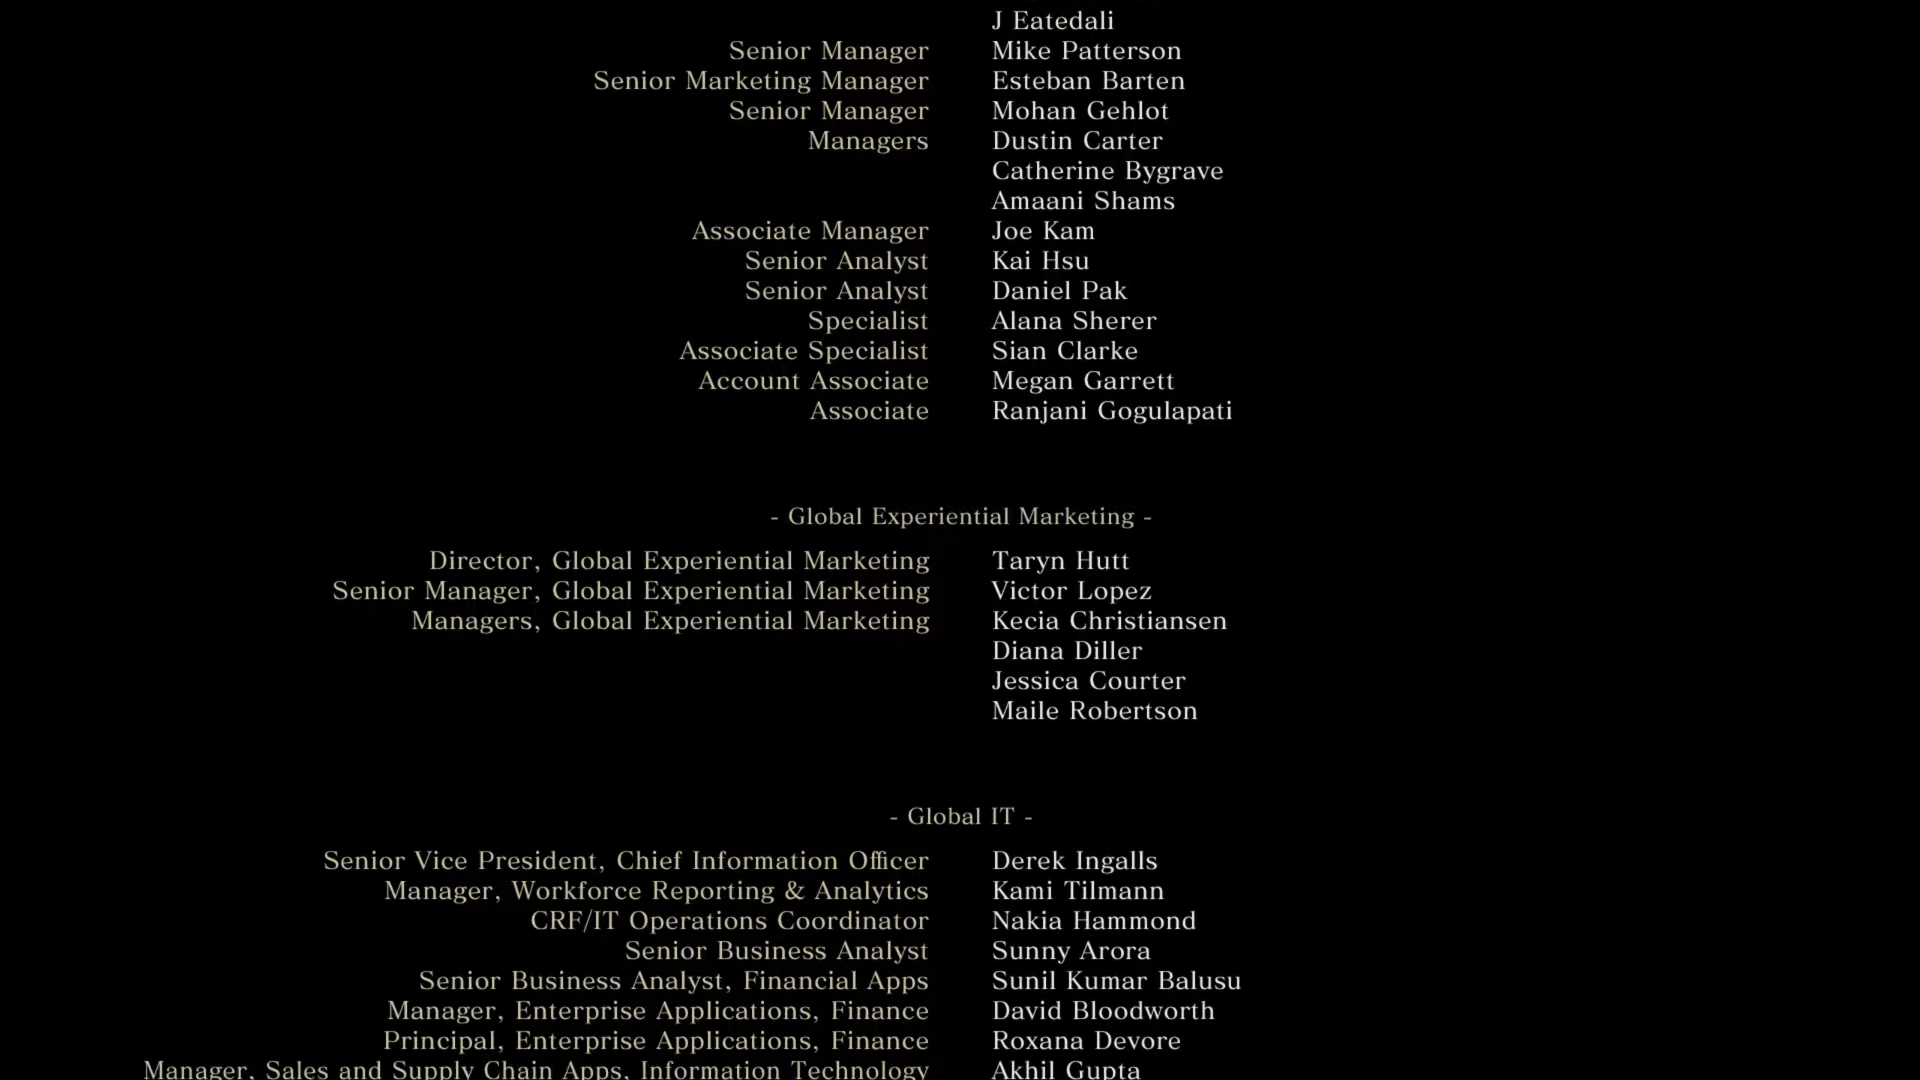 J Eatedali
Senior Manager Mike Patterson
Senior Marketing Manager Esteban Barten
Senior Manager Mohan Gehlot
Managers Dustin Carter
Catherine Bygrave
Amaani Shams
Associate Manager Joe Kam
Senior Analyst Kai Hsu
Senior Analyst Daniel Pak
Specialist Alana Sherer
Associate Specialist Sian Clarke
Account Associate Megan Garrett
Associate Ranjani Gogulapati
- Global Experiential Marketing -
Director, Global Experiential Marketing Taryn Hutt
Senior Manager, Global Experiential Marketing Victor Lopez
Managers, Global Experiential Marketing Kecia Christiansen
Diana Diller
Jessica Courter
Maile Robertson
- Global IT -
Senior Vice President, Chief Information Officer Derek Ingalls
Manager, Workforce Reporting & Analytics Kami Tilmann
CRF/IT Operations Coordinator Nakia Hammond
Senior Business Analyst Sunny Arora
Senior Business Analyst, Financial Apps Sunil Kumar Balusu
Manager, Enterprise Applications, Finance David Bloodworth
Principal, Enterprise Applications, Finance Roxana Devore
Manager, Sales and Supply Chain Apps, Information Technology Akhil Gupta